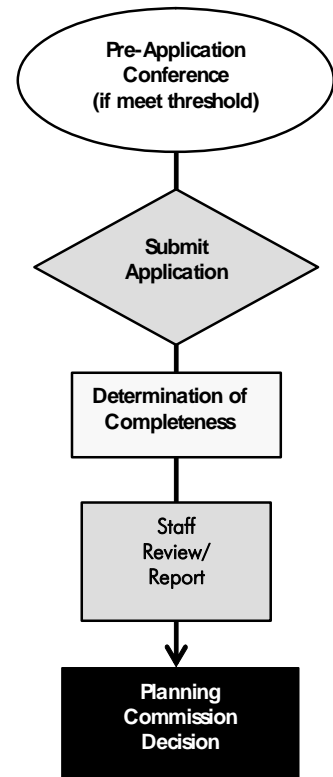 Pre-Application
Conference
(if meet threshold)
Submit
Application
Determination of
Completeness
Staff
Review/
Report
Planning
Commission
Decision